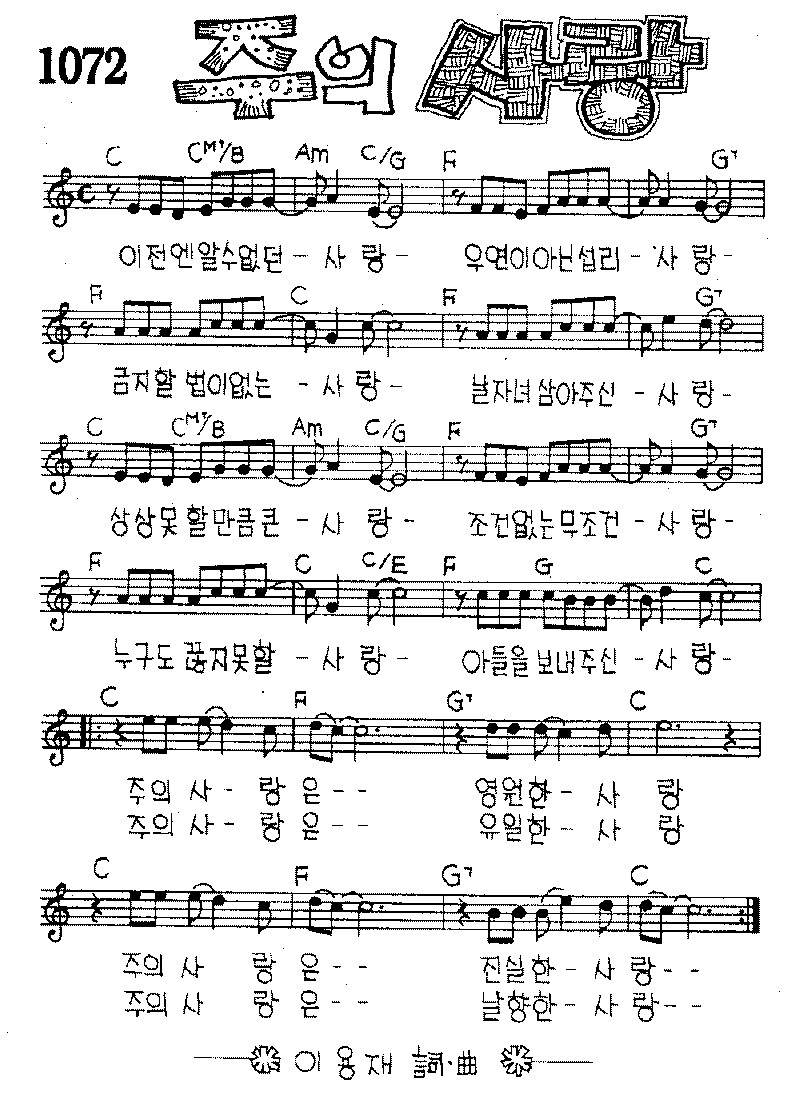 1072 주의 사랑
C CM7/B Am C/G F G7
이전엔알수없던 - 사 랑 - 우연이아닌섭리 - 사 랑 -
F C F G7
금지할 법이없는 - 사 랑 - 날자녀삼아주신 - 사 랑 -
C CM7/B Am C/G F G7
상상못할만큼큰 - 사 랑 - 조건없는무조건 - 사 랑 -
F C C/E F G C
누구도 끊지못할 - 사 랑 - 아들을보내주신 - 사 랑 -
C F G7 C
주의 사 - 랑 은 - - 영원한 - 사 랑
주의 사 - 랑 은 - - 유일한 - 사 랑
C F G7 C
주의 사 랑 은 - - 진실한 - 사 랑 - -
주의 사 랑 은 - - 날향한 - 사 랑 - -
이 용 재 詞·曲